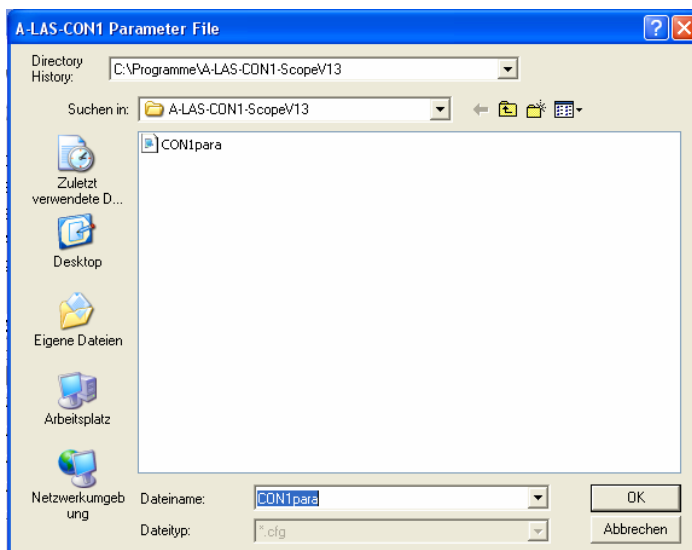 A-LAS-CON1 Parameter File
Directory
History:
C:\Programme\A-LAS-CON1-ScopeV13
Suchen in:
A-LAS-CON1-ScopeV13
CON1para
Zuletzt
verwendete D...
Desktop
Eigene Dateien
Arbeitsplatz
Netzwerkumgeb
ung
Dateiname:
CON1para
OK
Dateityp:
*.cfg
Abbrechen